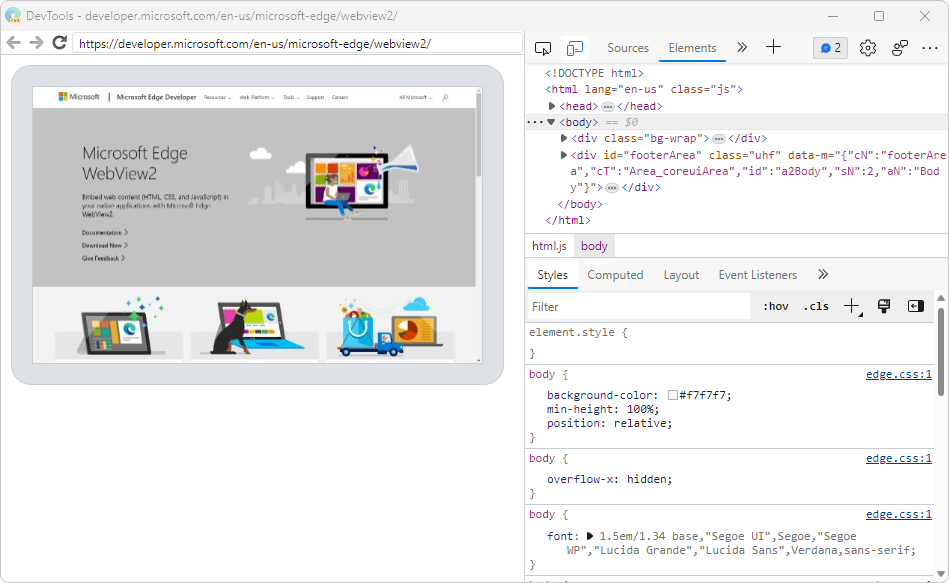 DevTools - developer.microsoft.com/en-us/microsoft-edge/webview2/
https://developer.microsoft.com/en-us/microsoft-edge/webview2/
Microsoft | Microsoft Edge Developer Resources Web Platform Tools Support Careers All Microsoft
Microsoft Edge
WebView2
Embed web content (HTML, CSS, and JavaScript) in
your native applications with Microsoft Edge
WebView2.
Documentation >
Download Now >
Give Feedback >
Sources Elements 2
<!DOCTYPE html>
<html lang="en-us" class="js">
<head> … </head>
<body> == $0
<div class="bg-wrap"> … </div>
<div id="footerArea" class="uhf" data-m="{"cN":"footerAre
a","cT":"Area_coreuiArea","id":"a2Body","sN":2,"aN":"Bod
y"}"> … </div>
</body>
</html>
html.js body
Styles Computed Layout Event Listeners
Filter :hov .cls
element.style {
}
body { edge.css:1
background-color: #f7f7f7;
min-height: 100%;
position: relative;
}
body { edge.css:1
overflow-x: hidden;
}
body { edge.css:1
font: 1.5em/1.34 base,"Segoe UI",Segoe,"Segoe
WP","Lucida Grande","Lucida Sans",Verdana,sans-serif;
}